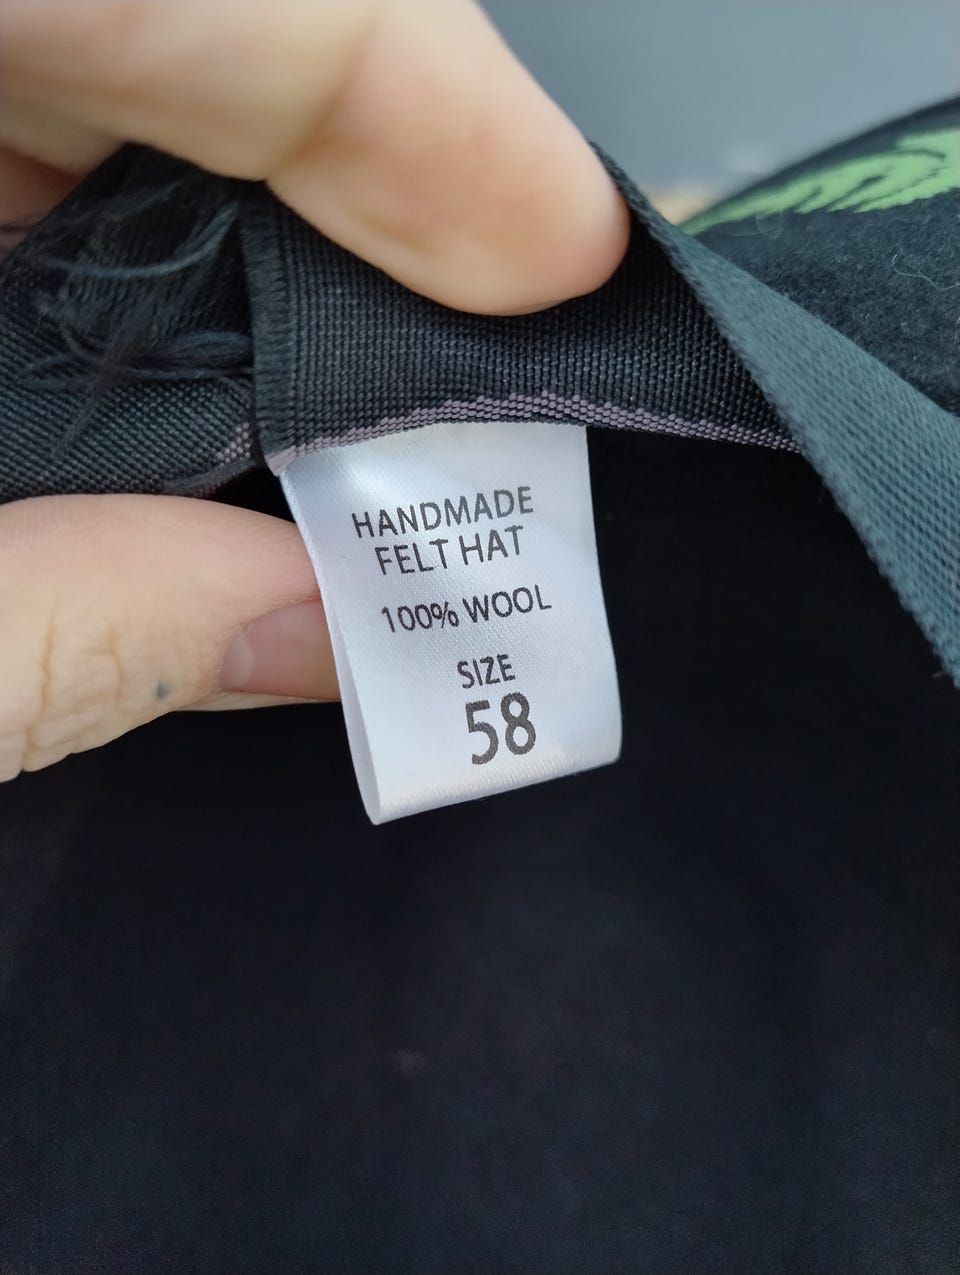 HANDMADE
FELT HAT
100% WOOL
SIZE
58